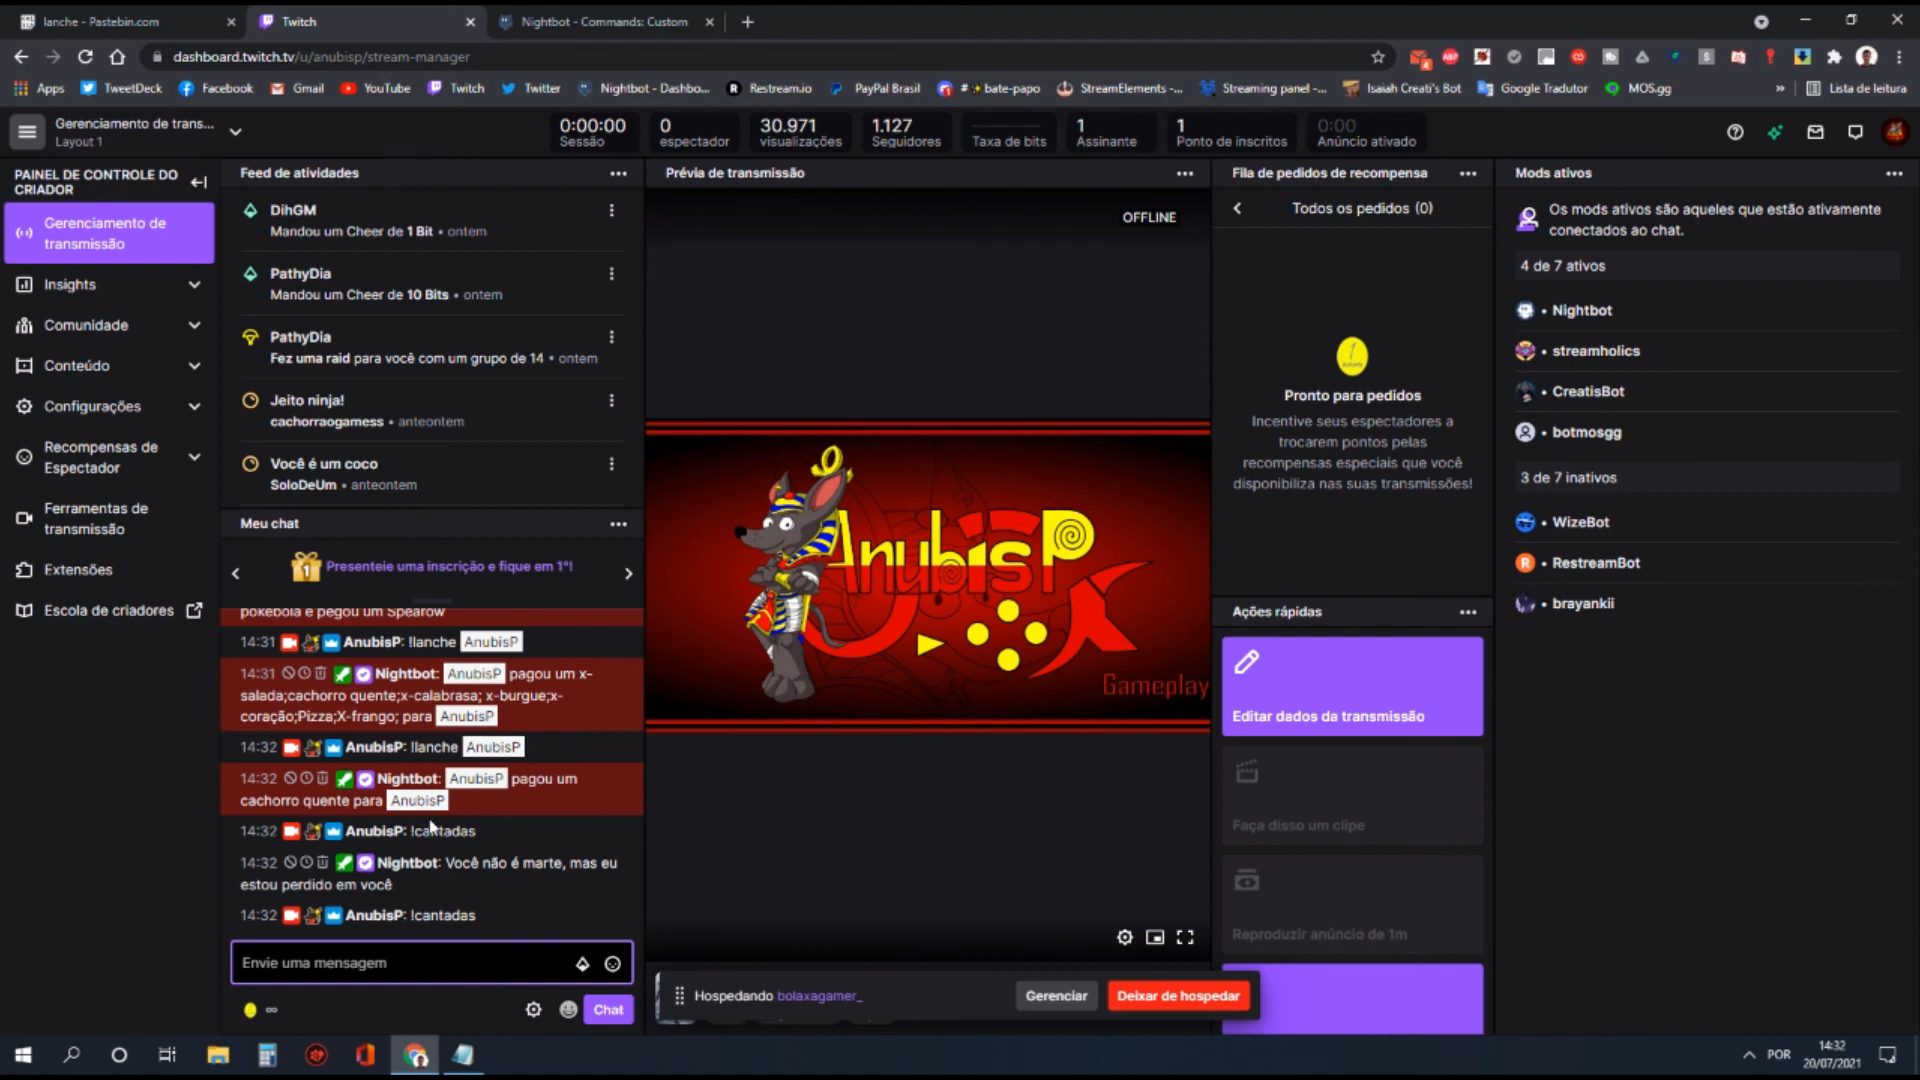 lanche - Pastebin.com
Twitch
Nightbot - Commands: Custom
dashboard.twitch.tv/u/anubisp/stream-manager
Apps
TweetDeck
Facebook
Gmail
YouTube
Twitch
Twitter
Nightbot - Dashbo...
Restream.io
PayPal Brasil
bate-papo
StreamElements -...
Streaming panel -...
Isaiah Creati's Bot
Google Tradutor
MOS.gg
»
Lista de leitura
Gerenciamento de trans...
Layout 1
0:00:00
Sessão
0
espectador
30.971
visualizações
1.127
Seguidores
Taxa de bits
1
Assinante
1
Ponto de inscritos
0:00
Anúncio ativado
PAINEL DE CONTROLE DO
CRIADOR
Gerenciamento de
transmissão
Insights
Comunidade
Conteúdo
Configurações
Recompensas de
Espectador
Ferramentas de
transmissão
Extensões
Escola de criadores
Feed de atividades
DihGM
Mandou um Cheer de 1 Bit • ontem
PathyDia
Mandou um Cheer de 10 Bits • ontem
PathyDia
Fez uma raid para você com um grupo de 14 • ontem
Jeito ninja!
cachorraogamess • anteontem
Você é um coco
SoloDeUm • anteontem
Meu chat
1
Presenteie uma inscrição e fique em 1°!
pokebola e pegou um Spearow
14:31 AnubisP: !lanche AnubisP
14:31 Nightbot: AnubisP pagou um x-
salada;cachorro quente;x-calabrasa; x-burgue;x-
coração;Pizza;X-frango; para AnubisP
14:32 AnubisP: !lanche AnubisP
14:32 Nightbot: AnubisP pagou um
cachorro quente para AnubisP
14:32 AnubisP: !cantadas
14:32 Nightbot: Você não é marte, mas eu
estou perdido em você
14:32 AnubisP: !cantadas
Envie uma mensagem
Chat
Prévia de transmissão
OFFLINE
AnubisP
Gameplay
Hospedando bolaxagamer_
Gerenciar
Deixar de hospedar
Fila de pedidos de recompensa
Todos os pedidos (0)
Pronto para pedidos
Incentive seus espectadores a
trocarem pontos pelas
recompensas especiais que você
disponibiliza nas suas transmissões!
Ações rápidas
Editar dados da transmissão
Faça disso um clipe
Reproduzir anúncio de 1m
Mods ativos
Os mods ativos são aqueles que estão ativamente
conectados ao chat.
4 de 7 ativos
• Nightbot
• streamholics
• CreatisBot
• botmosgg
3 de 7 inativos
• WizeBot
• RestreamBot
• brayankii
POR
14:32
20/07/2021